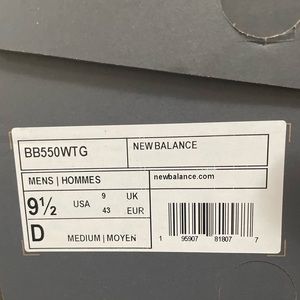 BB550WTG NEW BALANCE
MENS | HOMMES newbalance.com
9½ USA 9 UK
43 EUR
D MEDIUM | MOYEN
1 95907 81807 7